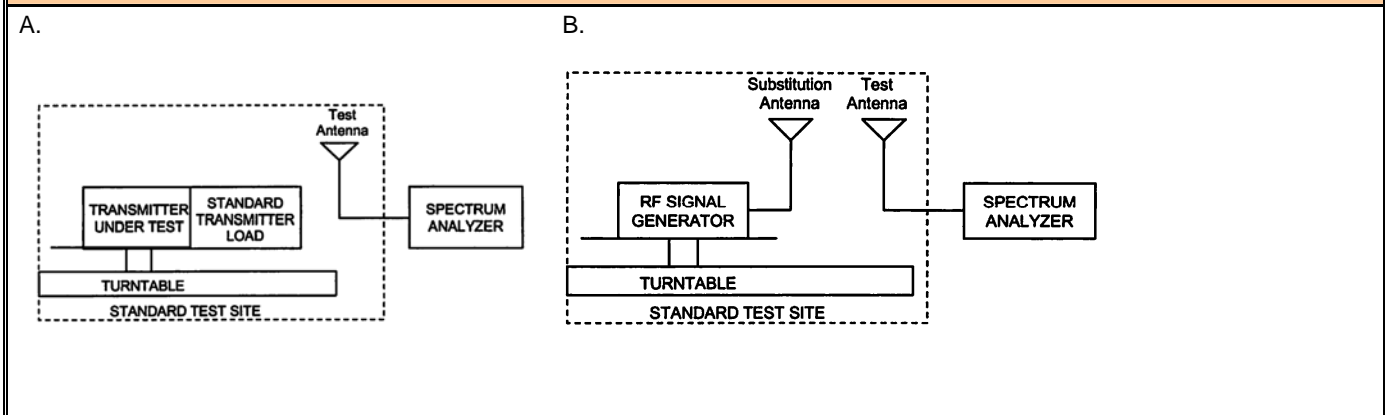 A.
Test
Antenna
TRANSMITTER
UNDER TEST
STANDARD
TRANSMITTER
LOAD
SPECTRUM
ANALYZER
TURNTABLE
STANDARD TEST SITE
B.
Substitution
Antenna
Test
Antenna
RF SIGNAL
GENERATOR
SPECTRUM
ANALYZER
TURNTABLE
STANDARD TEST SITE